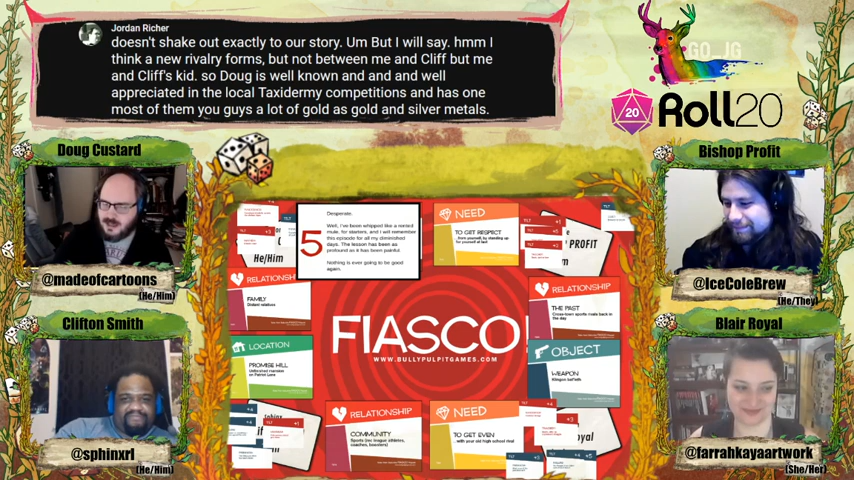 Jordan Richer
doesn't shake out exactly to our story. Um But I will say. hmm I
think a new rivalry forms, but not between me and Cliff but me
and Cliff's kid. so Doug is well known and and and well
appreciated in the local Taxidermy competitions and has one
most of them you guys a lot of gold as gold and silver metals.
GO_JG
20
Roll20
Doug Custard
@madeofcartoons
(He/Him)
Clifton Smith
@sphinxrl
(He/Him)
Bishop Profit
@IceColeBrew
(He/They)
Blair Royal
@farrahkayaartwork
(She/Her)
He/Him
5
Desperate.
Well, I've been whipped like a rented
mule, for starters, and I will remember
this episode for all my diminished
days. The lesson has been as
profound as it has been painful.
Nothing is ever going to be good
again.
NEED
TO GET RESPECT
...from yourself, by standing up
for yourself at last
PROFIT
RELATIONSH
FAMILY
Distant relatives
RELATIONSHIP
THE PAST
Cross-town sports rivals back in
the day
FIASCO
WWW.BULLYPULPITGAMES.COM
LOCATION
PROMISE HILL
OBJECT
WEAPON
RELATIONSHIP
COMMUNITY
Sports (rec league athletes,
coaches, boosters)
NEED
TO GET EVEN
...with your old high school rival
oyal